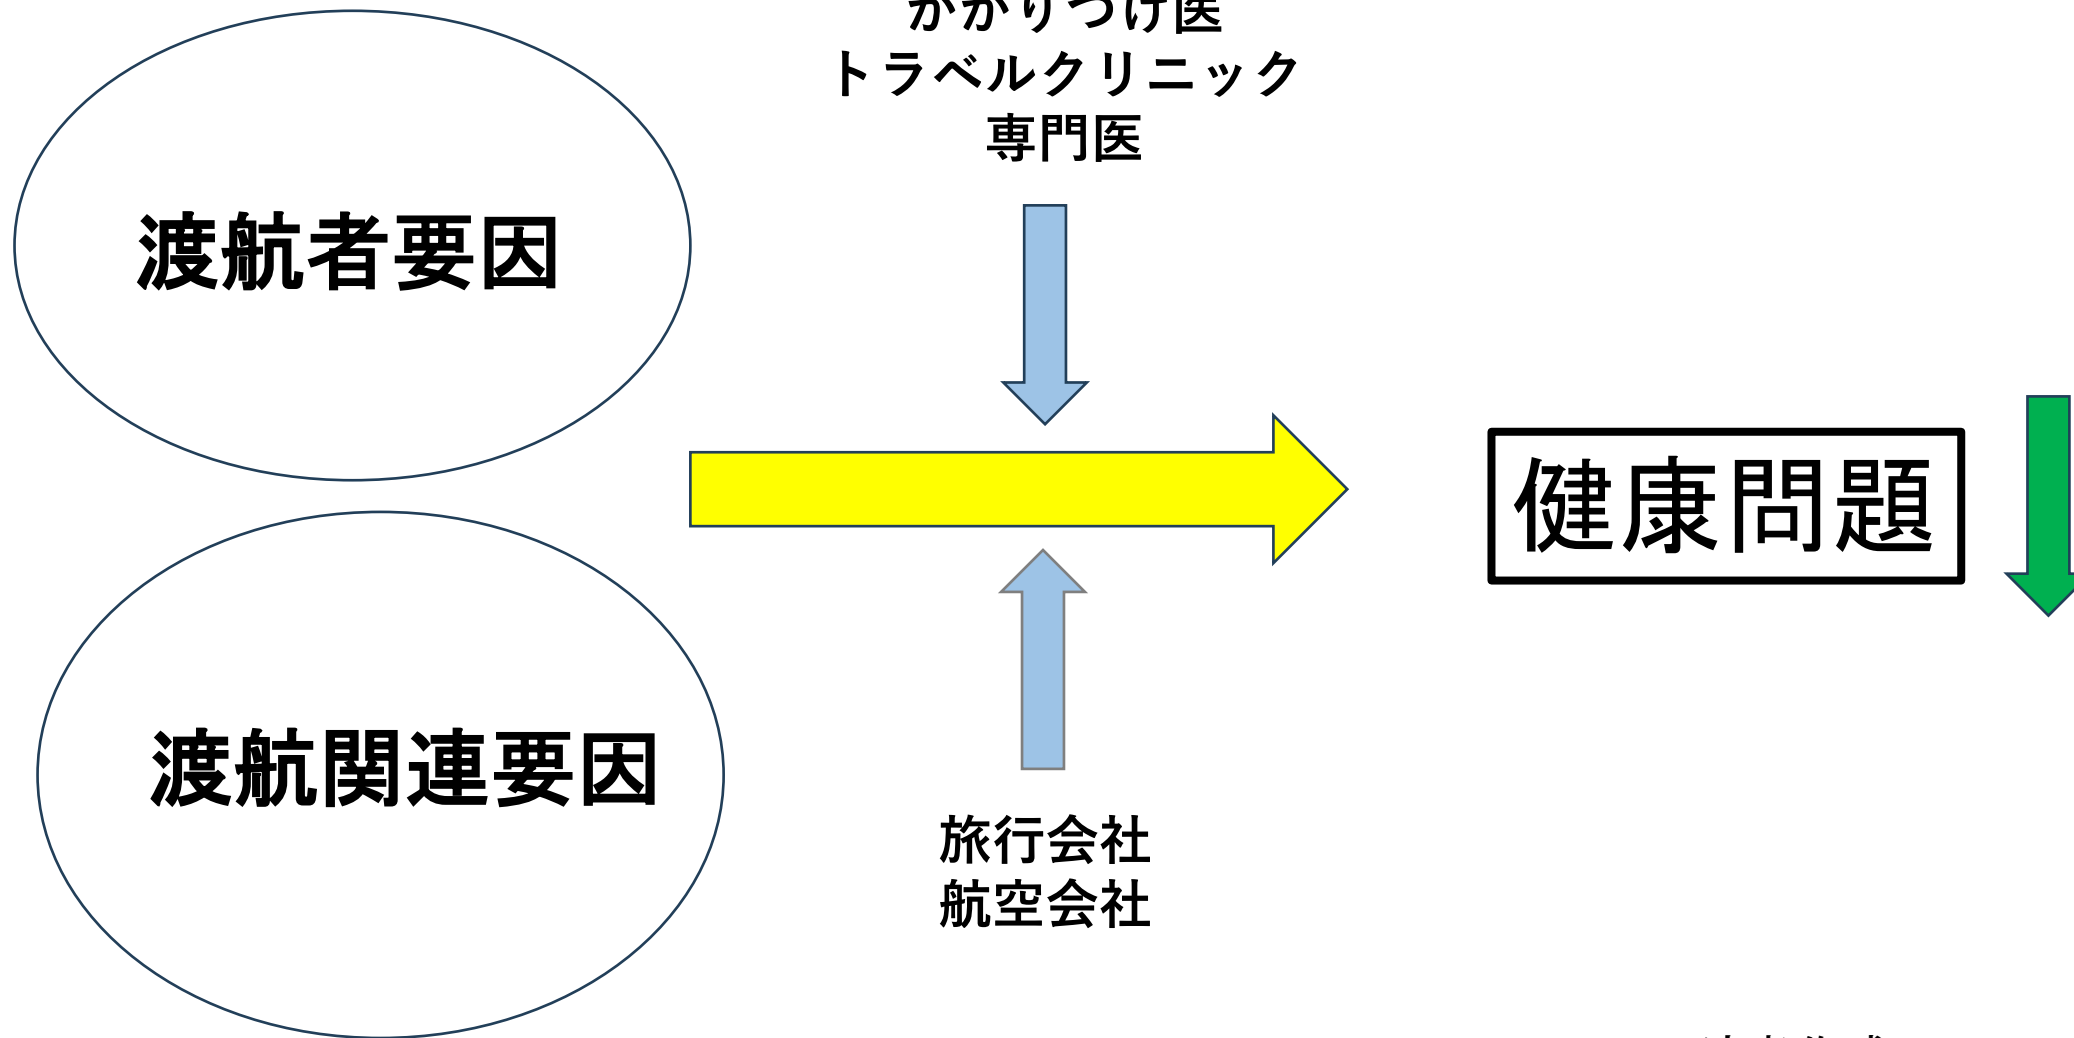 かかりつけ医
トラベルクリニック
専門医
渡航者要因
健康問題
渡航関連要因
旅行会社
航空会社